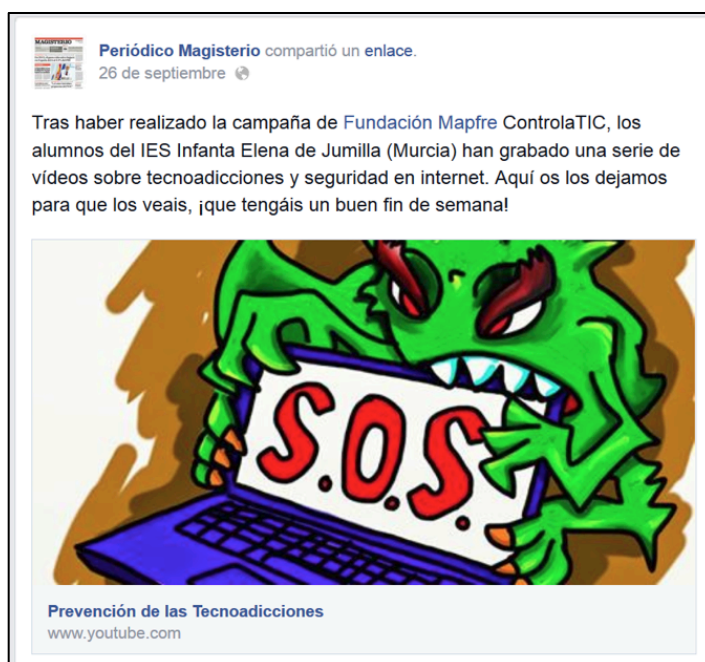 MAGISTERIO
Periódico Magisterio compartió un enlace.
26 de septiembre
Tras haber realizado la campaña de Fundación Mapfre ControlaTIC, los
alumnos del IES Infanta Elena de Jumilla (Murcia) han grabado una serie de
vídeos sobre tecnoadicciones y seguridad en internet. Aquí os los dejamos
para que los veais, ¡que tengáis un buen fin de semana!
S.O.S.
Prevención de las Tecnoadicciones
www.youtube.com